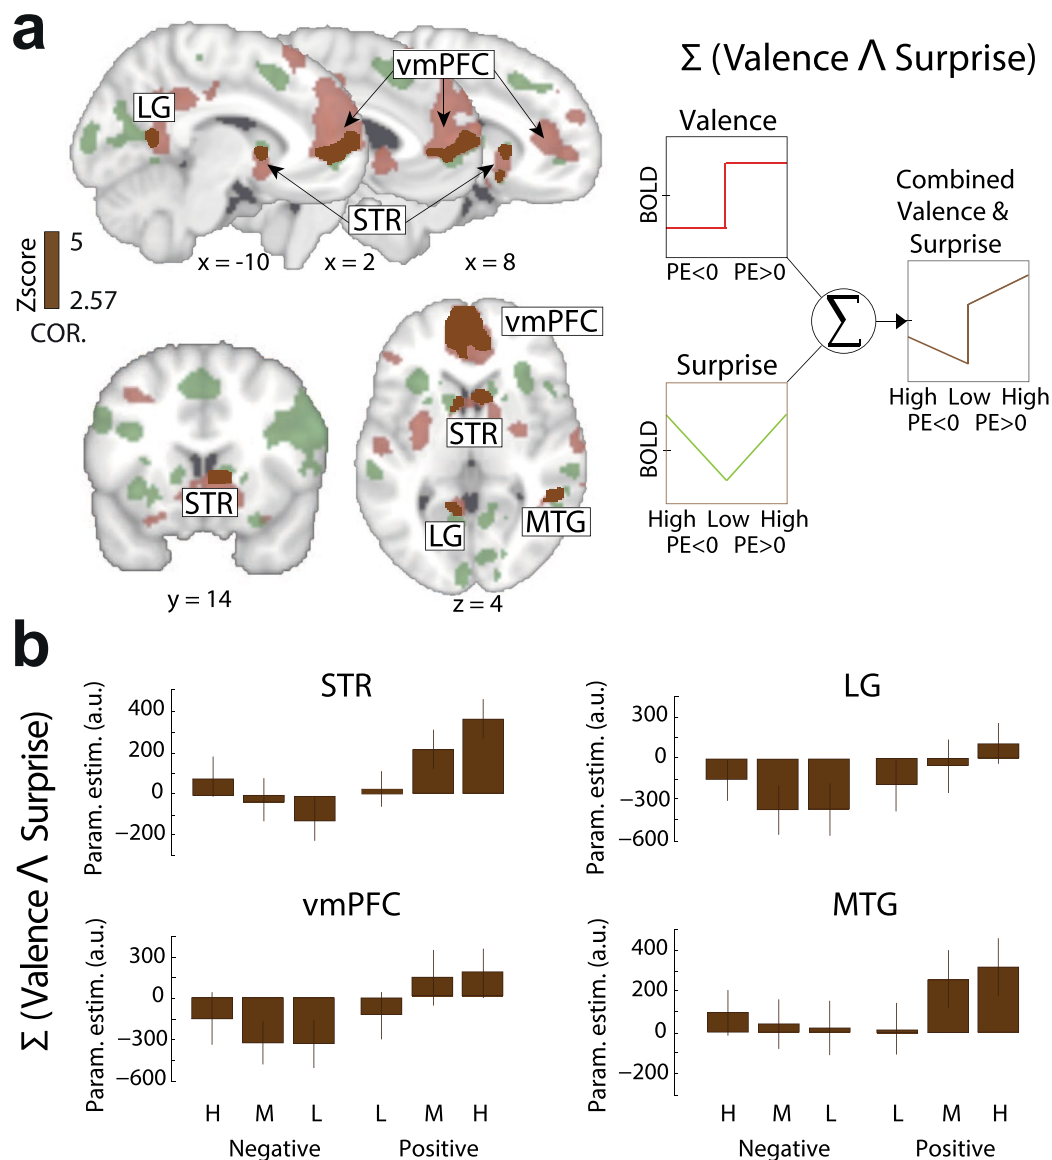 a
vmPFC
LG
STR
x = -10
x = 2
x = 8
Zscore
5
2.57
COR.
vmPFC
STR
LG
MTG
STR
y = 14
z = 4
Σ (Valence Λ Surprise)
Valence
BOLD
PE<0 PE>0
Σ
Surprise
BOLD
High Low High
PE<0 PE>0
Combined
Valence &
Surprise
High Low High
PE<0 PE>0
b
Σ (Valence Λ Surprise)
STR
Param. estim. (a.u.)
400
200
0
−200
LG
Param. estim. (a.u.)
300
0
−300
−600
vmPFC
Param. estim. (a.u.)
300
0
−300
−600
H M L L M H
Negative Positive
MTG
Param. estim. (a.u.)
400
200
0
−200
H M L L M H
Negative Positive